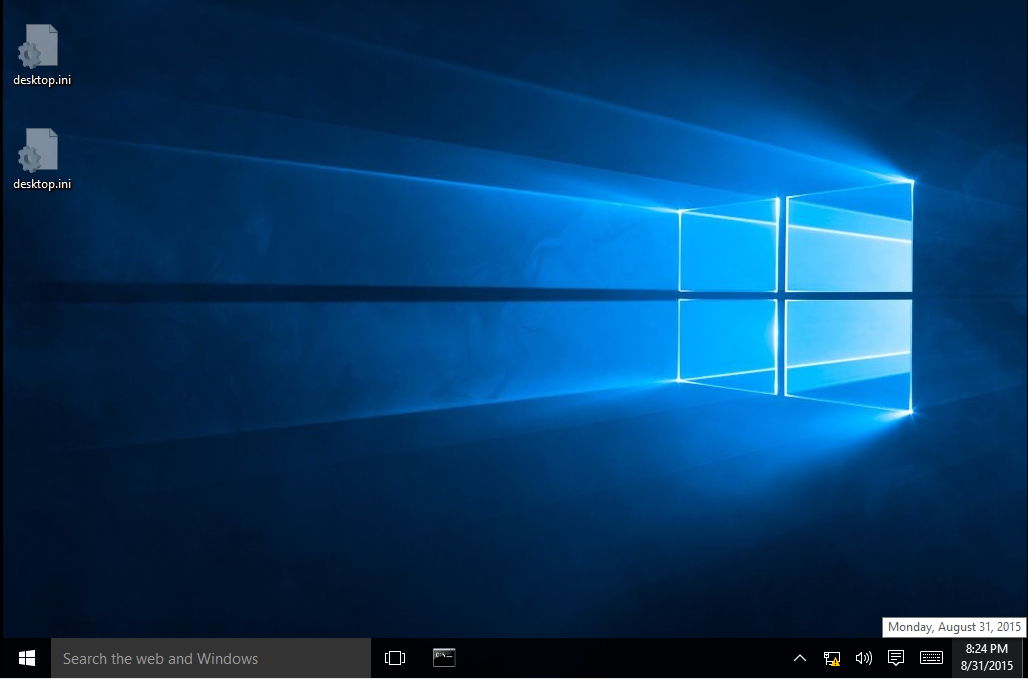 desktop.ini
desktop.ini
Monday, August 31, 2015
Search the web and Windows
8:24 PM
8/31/2015